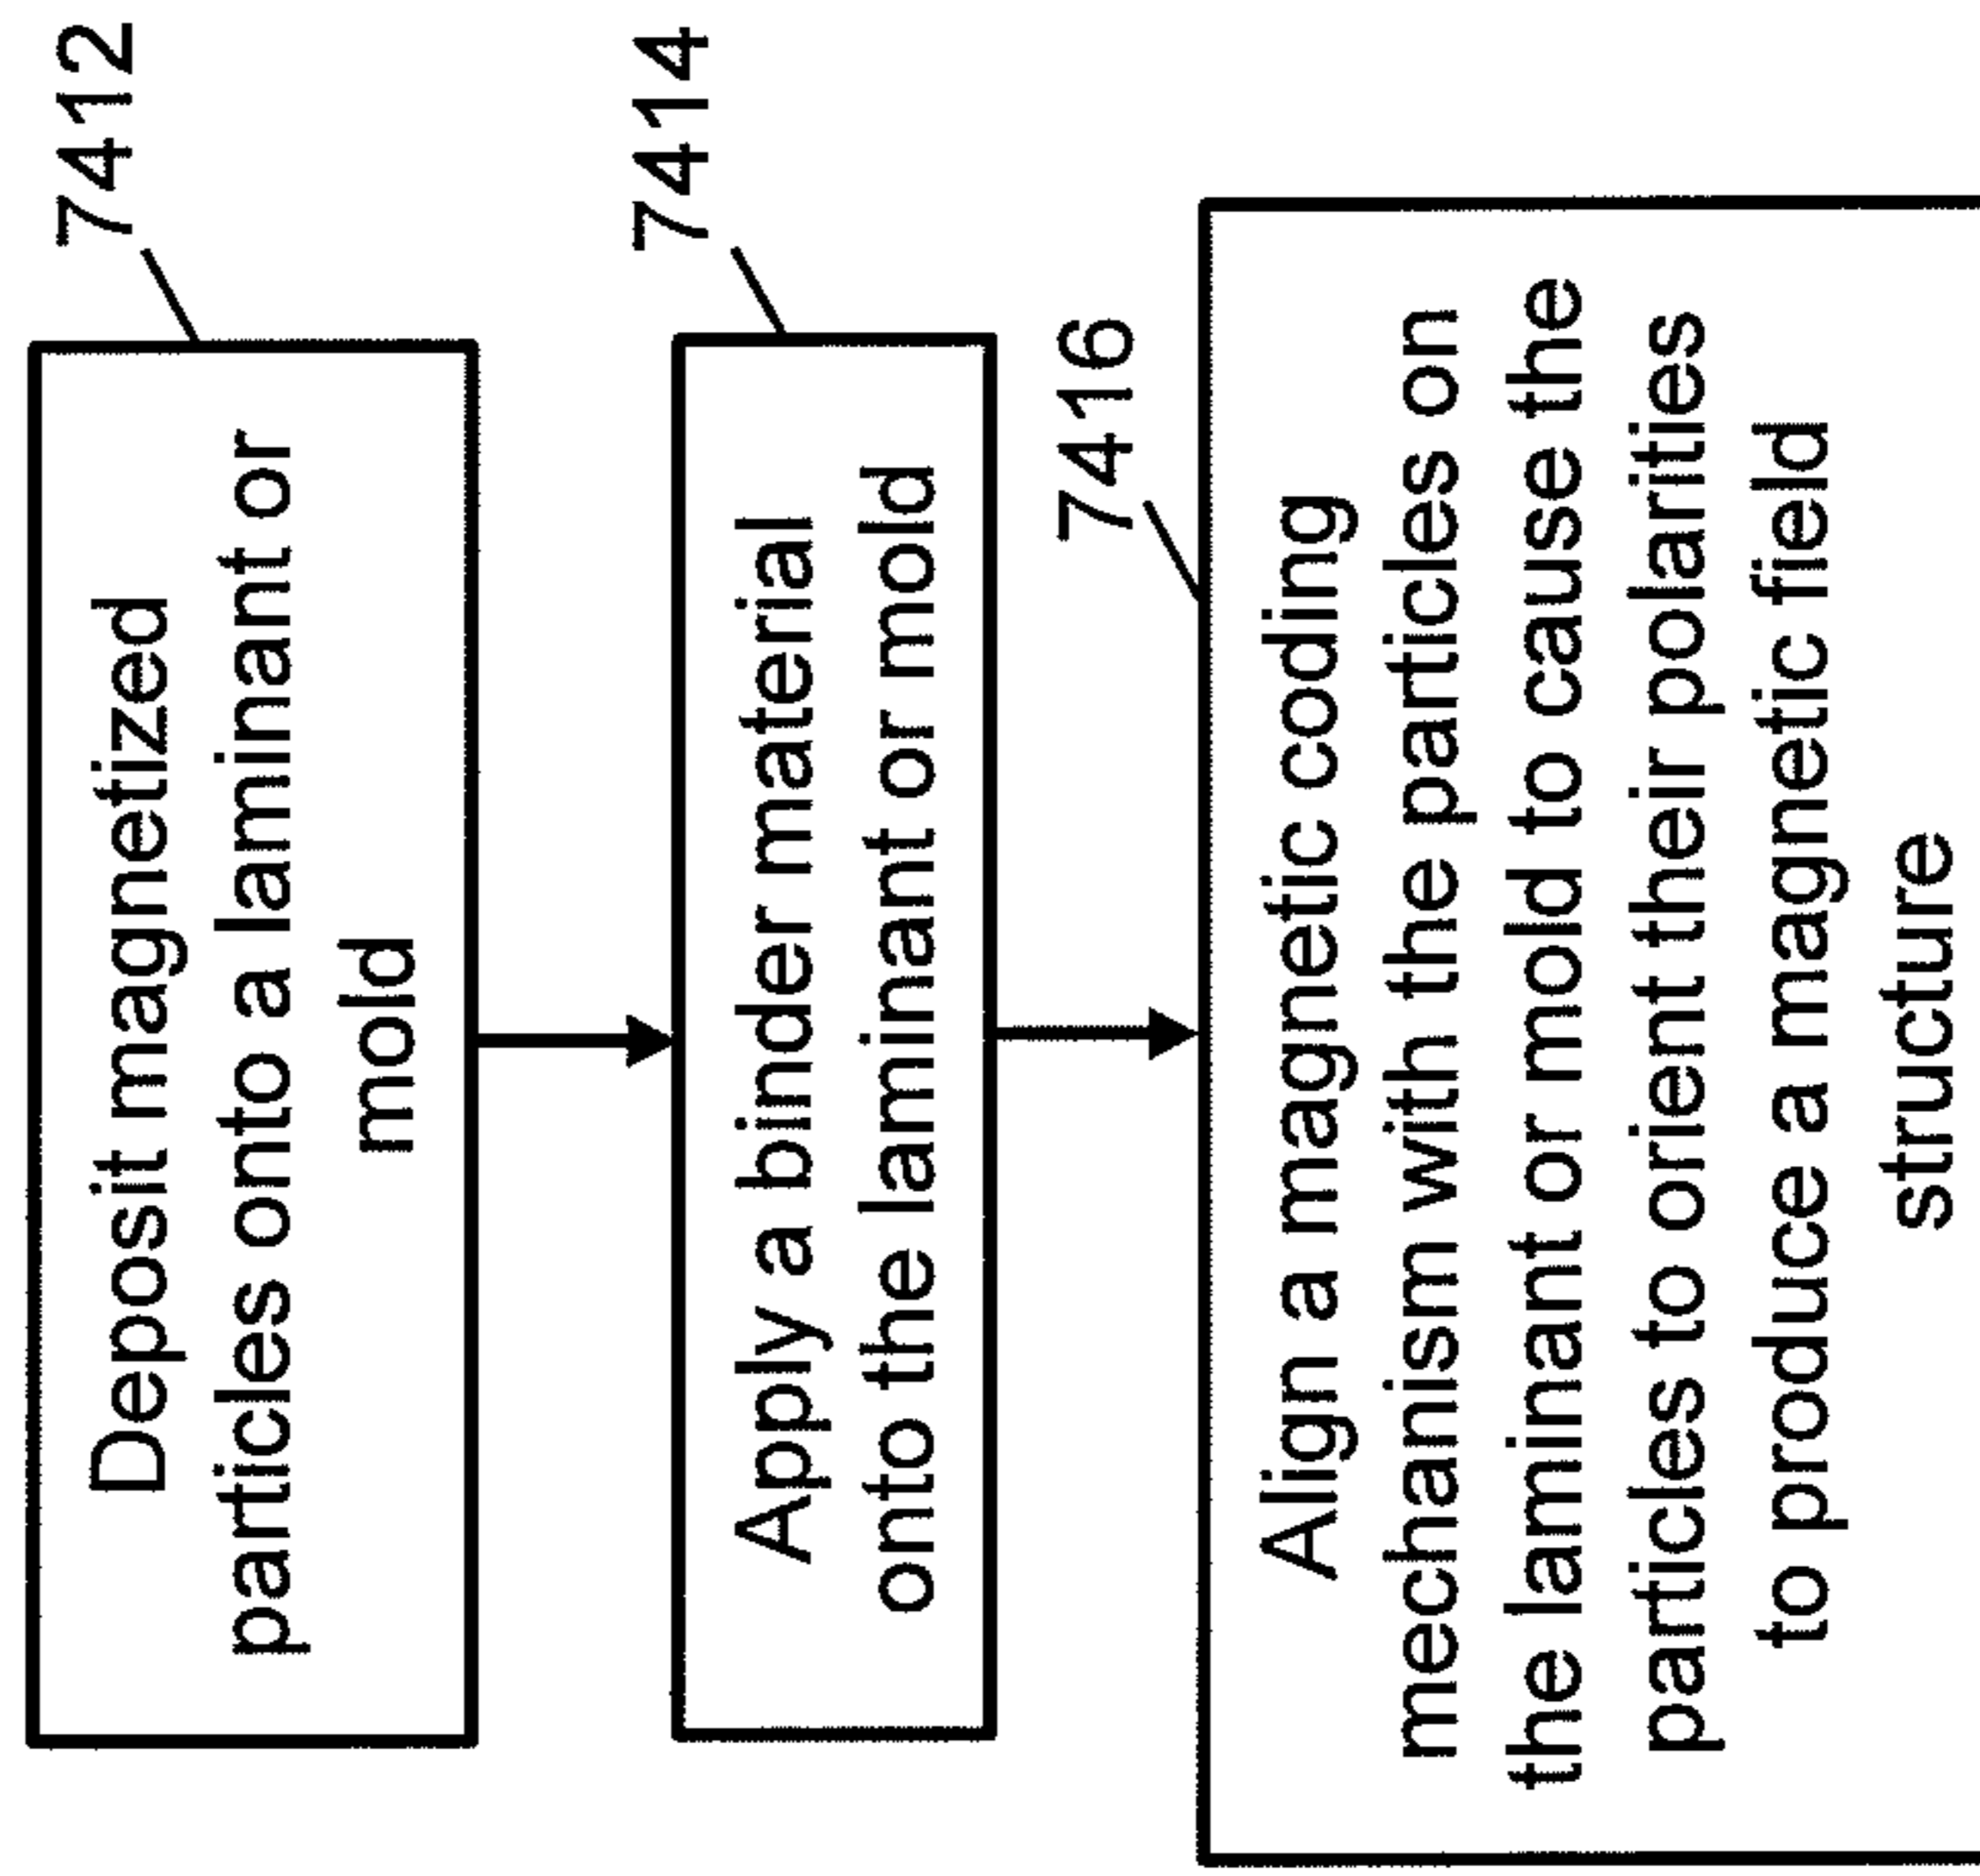 7412
Deposit magnetized
particles onto a laminant or
mold
7414
Apply a binder material
onto the laminant or mold
7416
Align a magnetic coding
mechanism with the particles on
the laminant or mold to cause the
particles to orient their polarities
to produce a magnetic field
structure